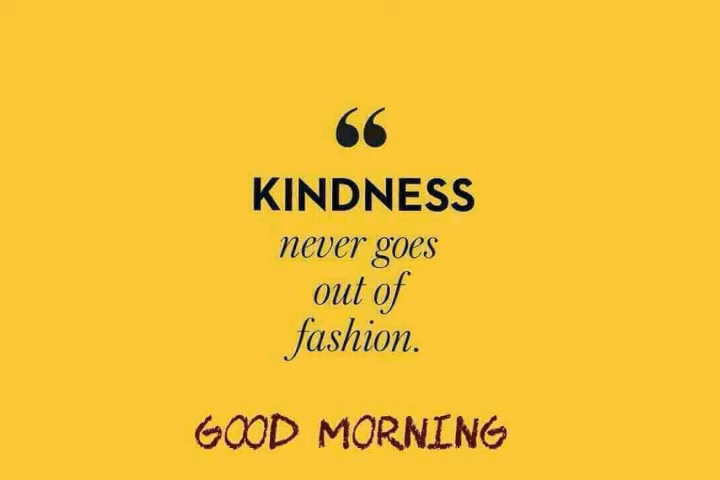 “
KINDNESS
never goes
out of
fashion.
GOOD MORNING